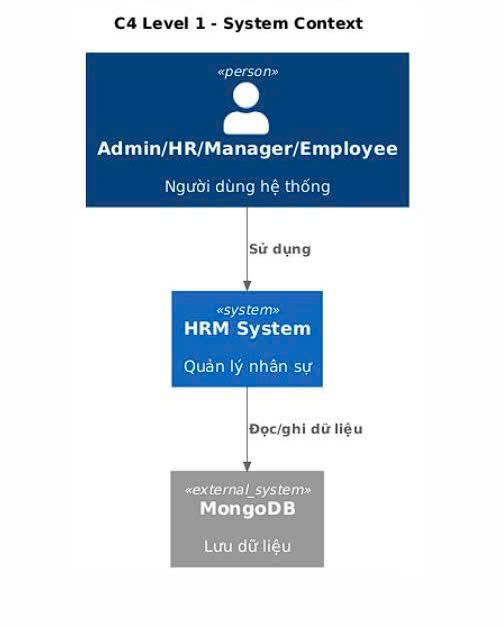 C4 Level 1 - System Context
«person»
Admin/HR/Manager/Employee
Người dùng hệ thống
Sử dụng
«system»
HRM System
Quản lý nhân sự
Đọc/ghi dữ liệu
«external_system»
MongoDB
Lưu dữ liệu